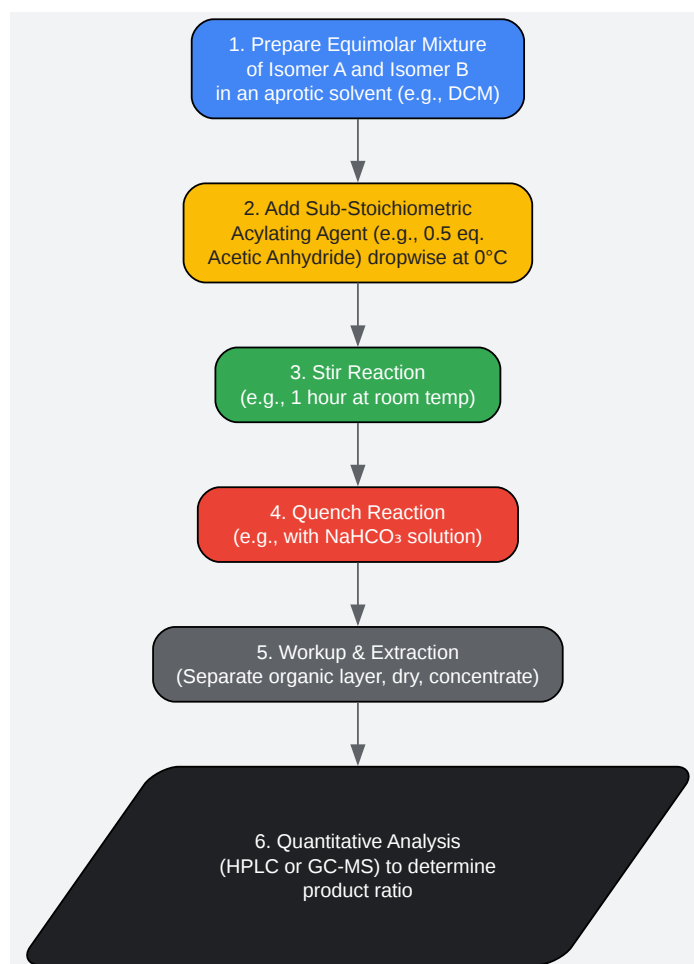 1. Prepare Equimolar Mixture
of Isomer A and Isomer B
in an aprotic solvent (e.g., DCM)
2. Add Sub-Stoichiometric
Acylating Agent (e.g., 0.5 eq.
Acetic Anhydride) dropwise at 0°C
3. Stir Reaction
(e.g., 1 hour at room temp)
4. Quench Reaction
(e.g., with NaHCO₃ solution)
5. Workup & Extraction
(Separate organic layer, dry, concentrate)
6. Quantitative Analysis
(HPLC or GC-MS) to determine
product ratio